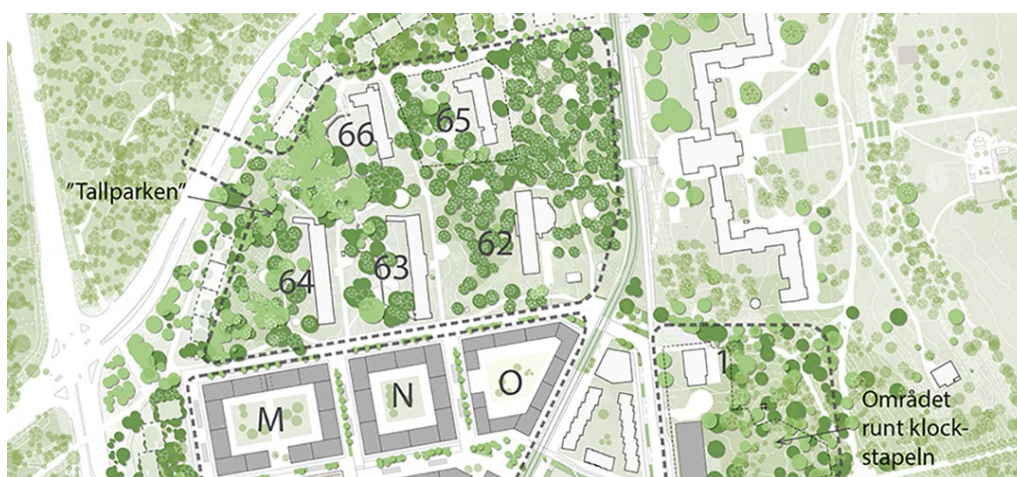 65
66
"Tallparken"
62
64
63
1
Området
runt klock-
stapeln
O
N
M